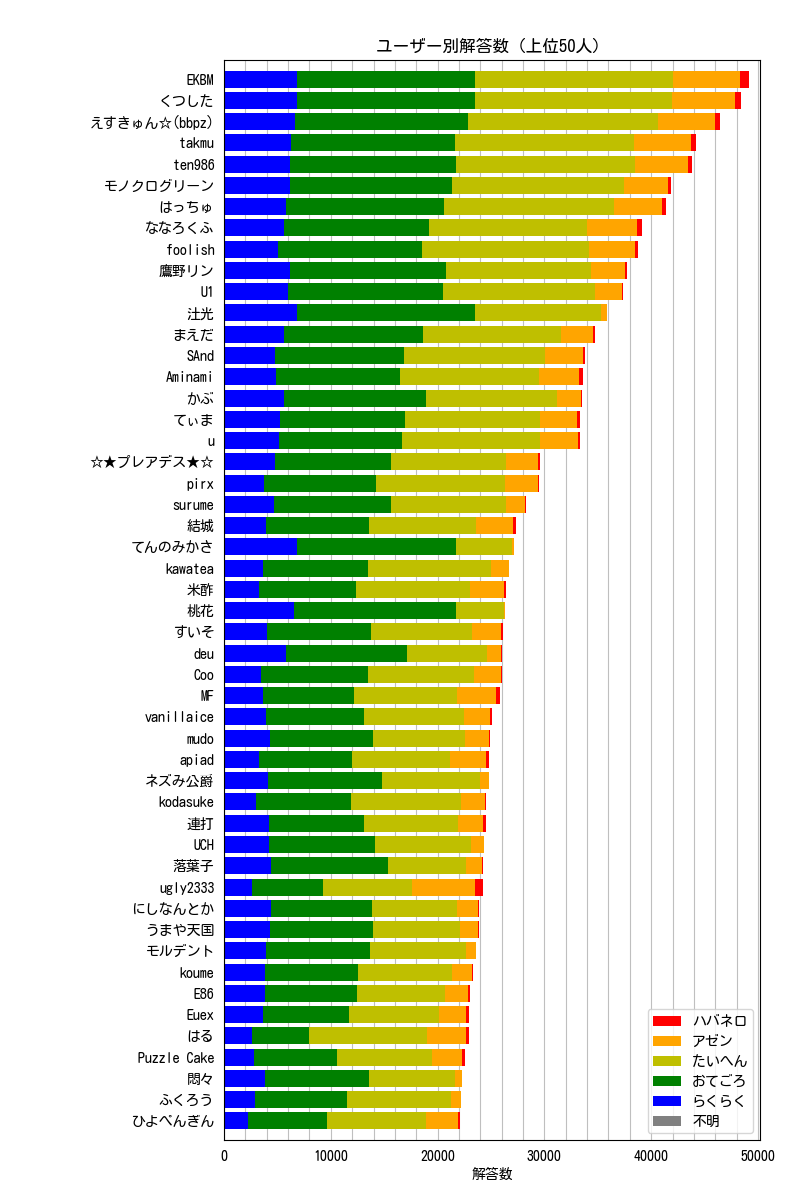 ユーザー別解答数 (上位50人)
EKBM
くつした
えすきゅん☆(bbpz)
takmu
ten986
モノクログリーン
はっちゅ
ななろくふ
foolish
鷹野リン
U1
汢光
まえだ
SAnd
Aminami
かぶ
てぃま
u
☆★プレアデス★☆
pirx
surume
結城
てんのみかさ
kawatea
米酢
桃花
すいそ
deu
Coo
MF
vanillaice
mudo
apiad
ネズみ公爵
kodasuke
連打
UCH
落葉子
ugly2333
にしなんとか
うまや天国
モルデント
koume
E86
Euex
はる
Puzzle Cake
悶々
ふくろう
ひよぺんぎん
ハバネロ
アゼン
たいへん
おてごろ
らくらく
不明
0 10000 20000 30000 40000 50000
解答数